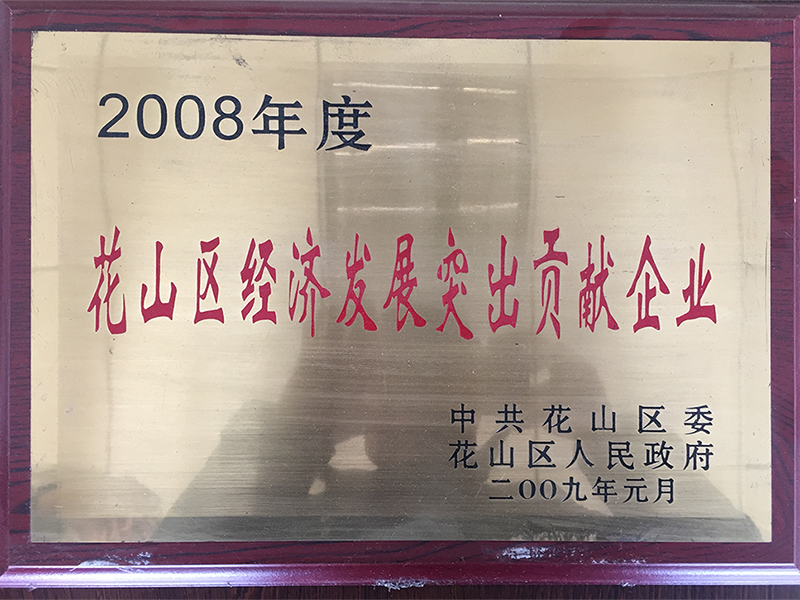 2008年度
花山区经济发展突出贡献企业
中共花山区委
花山区人民政府
二OO九年元月